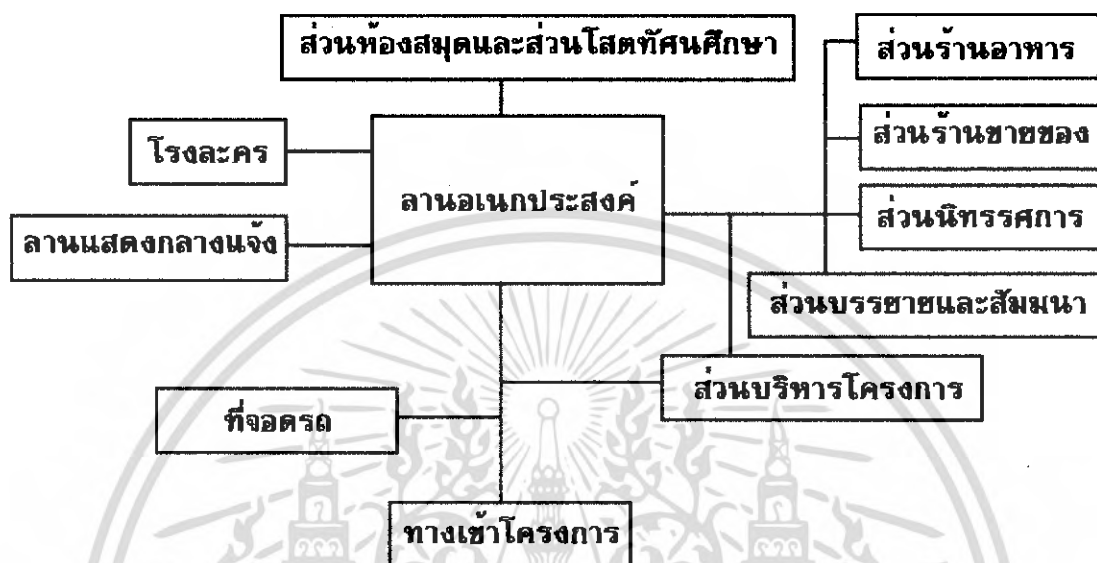 ส่วนห้องสมุดและส่วนโสตทัศนศึกษา
ส่วนร้านอาหาร
โรงละคร
ส่วนร้านขายของ
ลานอเนกประสงค์
ส่วนนิทรรศการ
ลานแสดงกลางแจ้ง
ส่วนบรรยายและสัมมนา
ส่วนบริหารโครงการ
ที่จอดรถ
ทางเข้าโครงการ